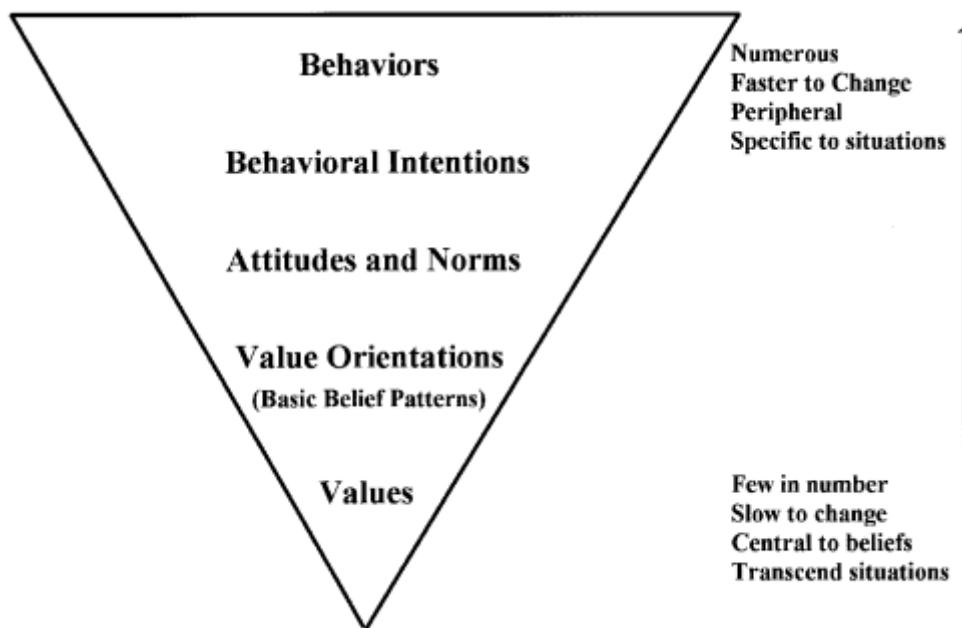 Behaviors
Behavioral Intentions
Attitudes and Norms
Value Orientations
(Basic Belief Patterns)
Values
Numerous
Faster to Change
Peripheral
Specific to situations
Few in number
Slow to change
Central to beliefs
Transcend situations